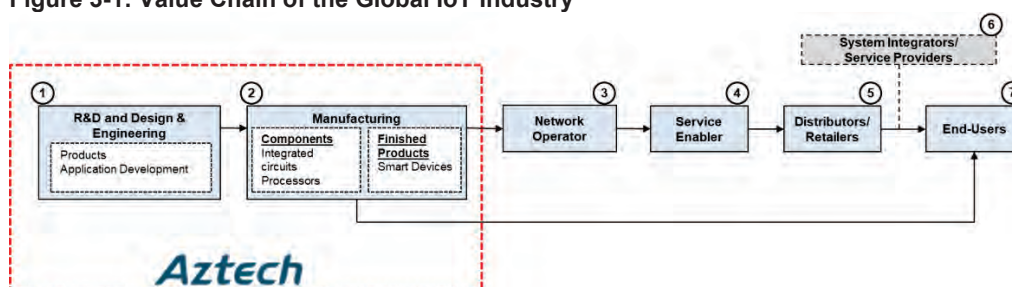 Figure 3-1: Value Chain of the Global IoT Industry
6
System Integrators/
Service Providers
1
R&D and Design &
Engineering
Products
Application Development
2
Manufacturing
Components
Integrated
circuits
Processors
Finished
Products
Smart Devices
3
Network
Operator
4
Service
Enabler
5
Distributors/
Retailers
7
End-Users
Aztech